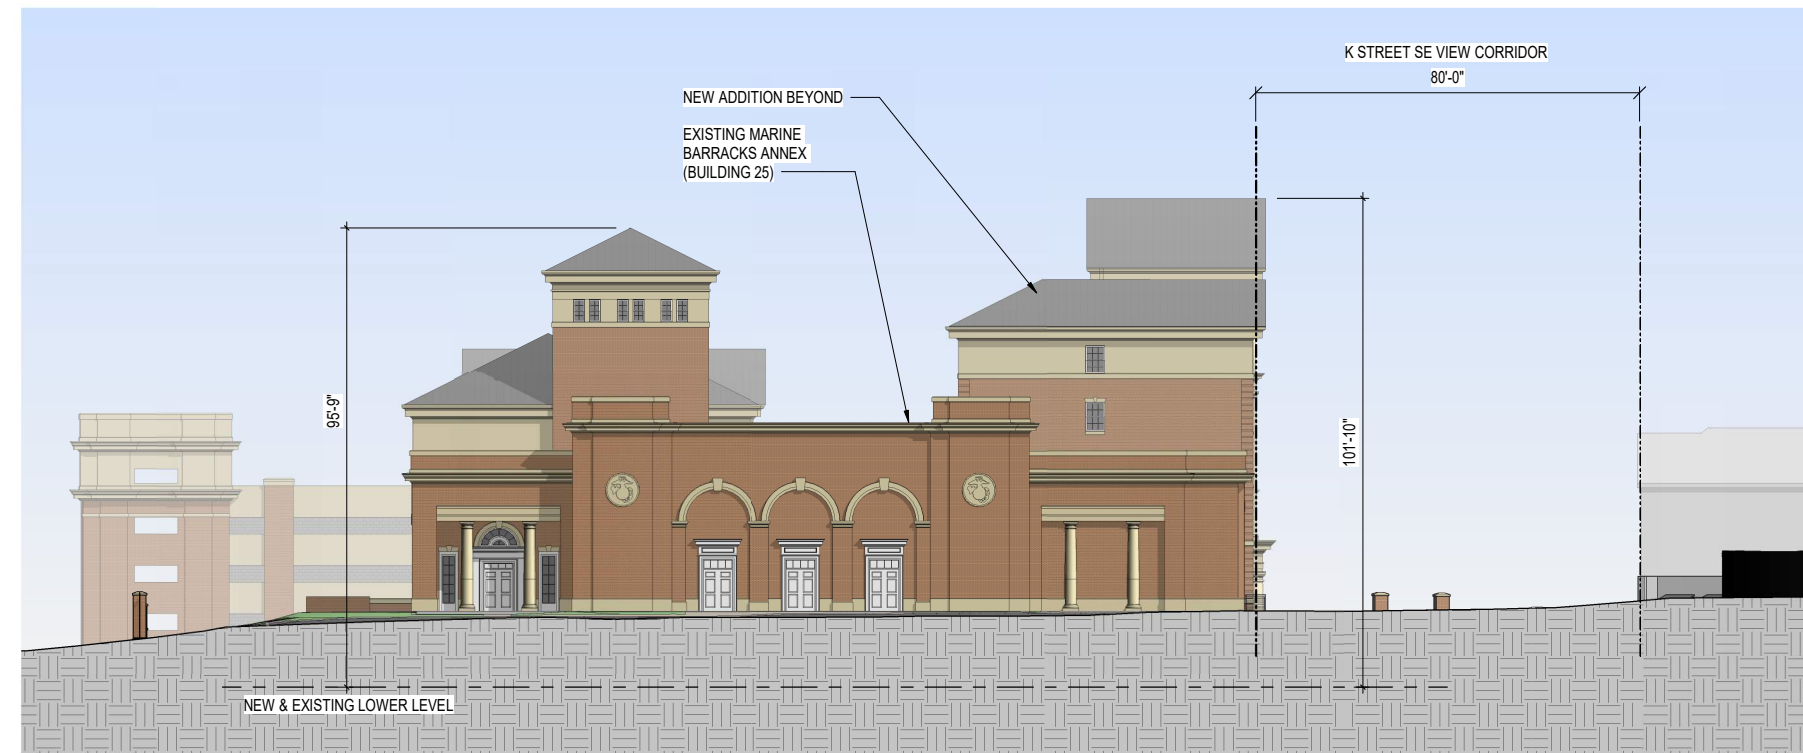 K STREET SE VIEW CORRIDOR
80'-0"
NEW ADDITION BEYOND
EXISTING MARINE
BARRACKS ANNEX
(BUILDING 25)
95'-9"
101'-10"
NEW & EXISTING LOWER LEVEL